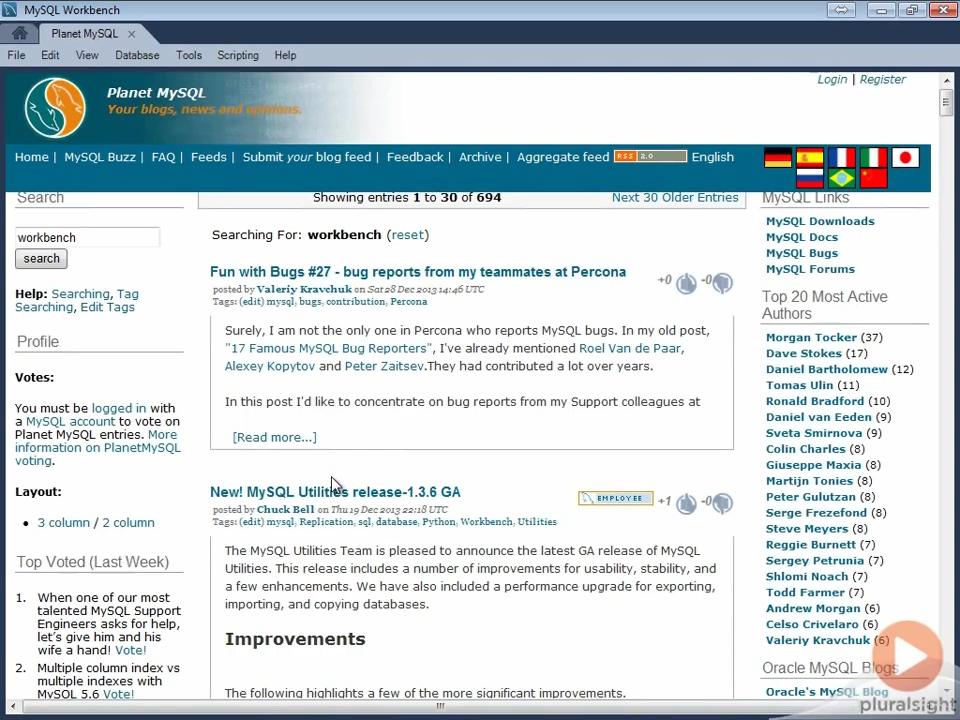 MySQL Workbench
Planet MySQL
File Edit View Database Tools Scripting Help
Planet MySQL
Your blogs, news and opinions.
Login | Register
Home | MySQL Buzz | FAQ | Feeds | Submit your blog feed | Feedback | Archive | Aggregate feed RSS 2.0 English
Search
workbench
search
Help: Searching, Tag
Searching, Edit Tags
Profile
Votes:
You must be logged in with
a MySQL account to vote on
Planet MySQL entries. More
information on PlanetMySQL
voting.
Layout:
3 column / 2 column
Top Voted (Last Week)
1. When one of our most
talented MySQL Support
Engineers asks for help,
let's give him and his
wife a hand! Vote!
2. Multiple column index vs
multiple indexes with
MySQL 5.6 Vote!
Showing entries 1 to 30 of 694
Next 30 Older Entries
Searching For: workbench (reset)
Fun with Bugs #27 - bug reports from my teammates at Percona
+0 -0
posted by Valeriy Kravchuk on Sat 28 Dec 2013 14:46 UTC
Tags: (edit) mysql, bugs, contribution, Percona
Surely, I am not the only one in Percona who reports MySQL bugs. In my old post,
"17 Famous MySQL Bug Reporters", I've already mentioned Roel Van de Paar,
Alexey Kopytov and Peter Zaitsev.They had contributed a lot over years.
In this post I'd like to concentrate on bug reports from my Support colleagues at
[Read more...]
New! MySQL Utilities release-1.3.6 GA
EMPLOYEE +1 -0
posted by Chuck Bell on Thu 19 Dec 2013 22:18 UTC
Tags: (edit) mysql, Replication, sql, database, Python, Workbench, Utilities
The MySQL Utilities Team is pleased to announce the latest GA release of MySQL
Utilities. This release includes a number of improvements for usability, stability, and
a few enhancements. We have also included a performance upgrade for exporting,
importing, and copying databases.
Improvements
The following highlights a few of the more significant improvements.
MySQL Links
MySQL Downloads
MySQL Docs
MySQL Bugs
MySQL Forums
Top 20 Most Active
Authors
Morgan Tocker (37)
Dave Stokes (17)
Daniel Bartholomew (12)
Tomas Ulin (11)
Ronald Bradford (10)
Daniel van Eeden (9)
Sveta Smirnova (9)
Colin Charles (8)
Giuseppe Maxia (8)
Martijn Tonies (8)
Peter Gulutzan (8)
Serge Frezefond (8)
Steve Meyers (8)
Reggie Burnett (7)
Sergey Petrunia (7)
Shlomi Noach (7)
Todd Farmer (7)
Andrew Morgan (6)
Celso Crivelaro (6)
Valeriy Kravchuk (6)
Oracle MySQL Blogs
Oracle's MySQL Blog
pluralsight